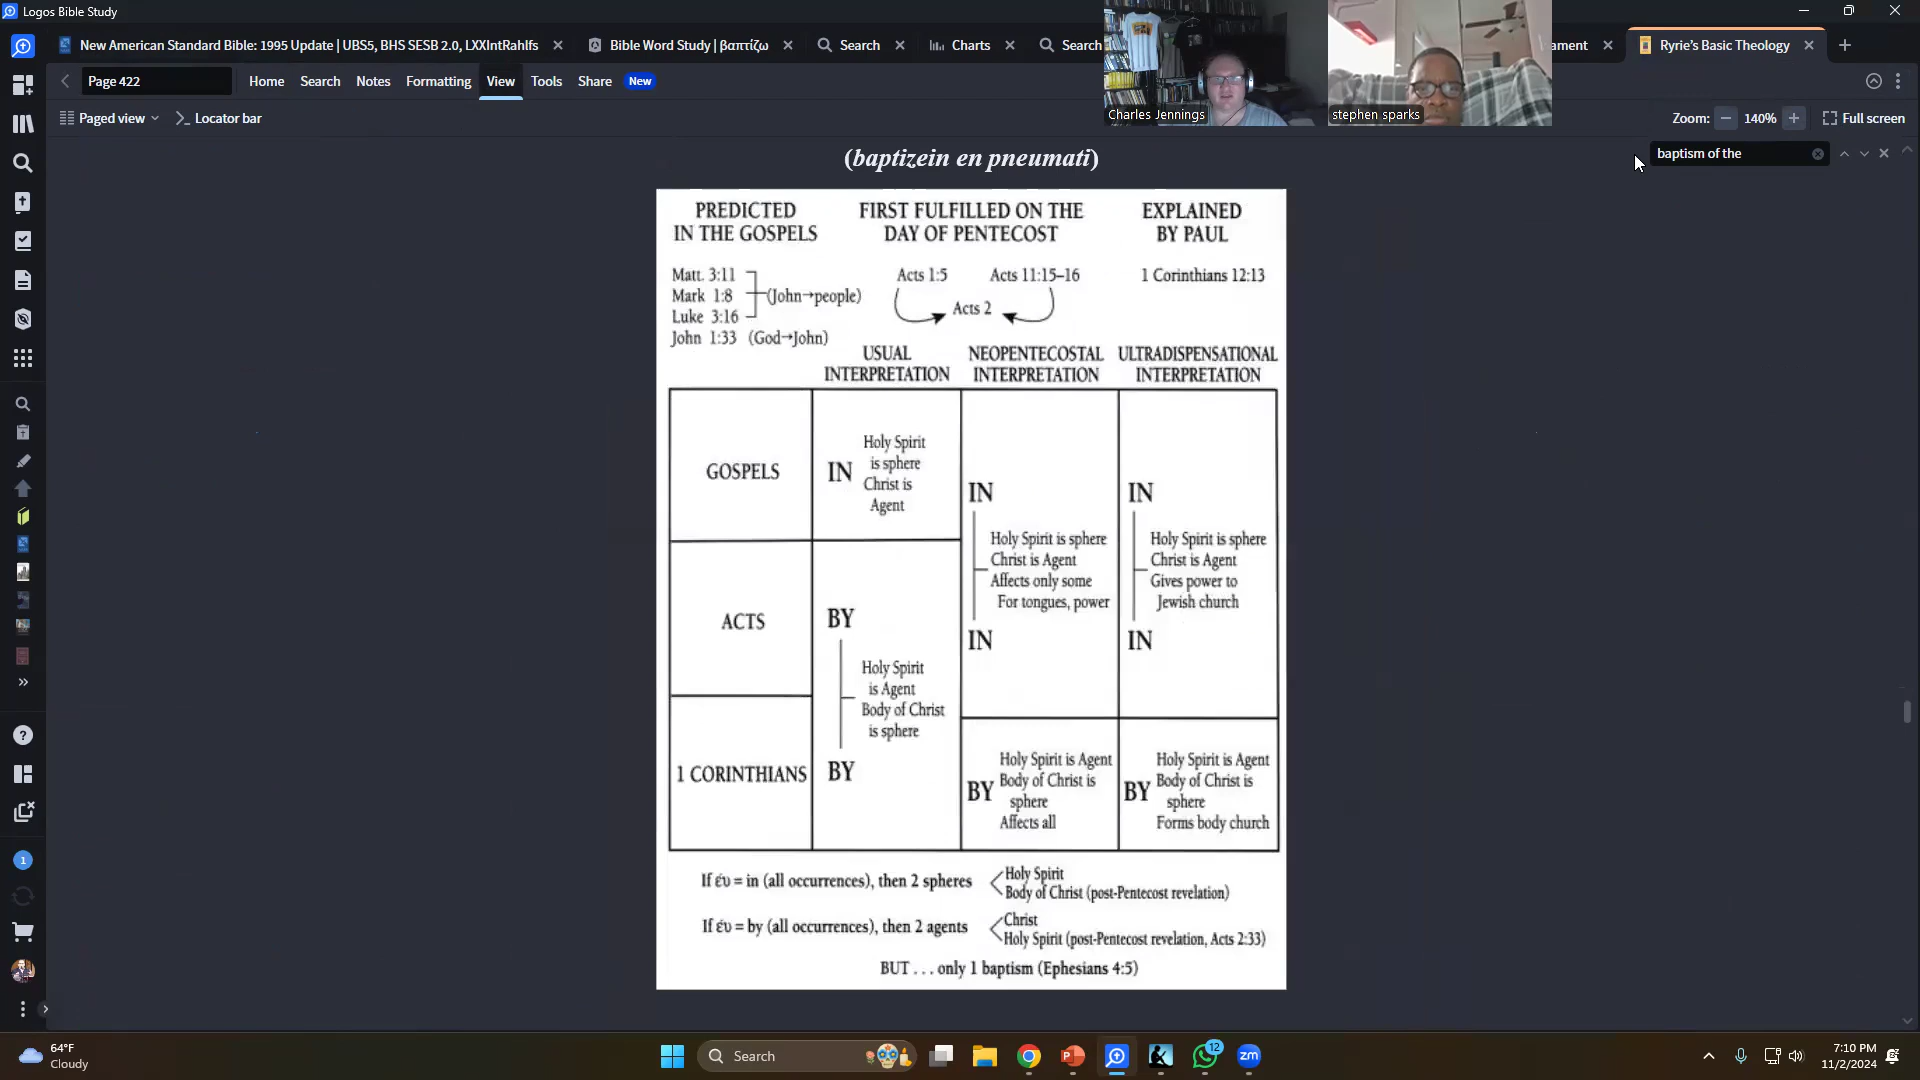 Logos Bible Study
New American Standard Bible: 1995 Update | UBS5, BHS SESB 2.0, LXXIntRahlfs
Bible Word Study | βαπτίζω
Search
Charts
Search
ament
Ryrie's Basic Theology
Page 422
Home
Search
Notes
Formatting
View
Tools
Share
New
Charles Jennings
stephen sparks
Paged view
Locator bar
Zoom:
140%
Full screen
baptism of the
(baptizein en pneumati)
PREDICTED
IN THE GOSPELS
FIRST FULFILLED ON THE
DAY OF PENTECOST
EXPLAINED
BY PAUL
Matt. 3:11
Mark 1:8 (John→people)
Luke 3:16
John 1:33 (God→John)
Acts 1:5 Acts 11:15–16
Acts 2
1 Corinthians 12:13
USUAL
INTERPRETATION
NEOPENTECOSTAL
INTERPRETATION
ULTRADISPENSATIONAL
INTERPRETATION
GOSPELS
IN
Holy Spirit
is sphere
Christ is
Agent
ACTS
1 CORINTHIANS
BY
Holy Spirit
is Agent
Body of Christ
is sphere
BY
IN
Holy Spirit is sphere
Christ is Agent
Affects only some
For tongues, power
IN
BY
Holy Spirit is Agent
Body of Christ is
sphere
Affects all
IN
Holy Spirit is sphere
Christ is Agent
Gives power to
Jewish church
IN
BY
Holy Spirit is Agent
Body of Christ is
sphere
Forms body church
If ἐν = in (all occurrences), then 2 spheres
Holy Spirit
Body of Christ (post-Pentecost revelation)
If ἐν = by (all occurrences), then 2 agents
Christ
Holy Spirit (post-Pentecost revelation, Acts 2:33)
BUT . . . only 1 baptism (Ephesians 4:5)
1
64°F
Cloudy
Search
12
zm
7:10 PM
11/2/2024